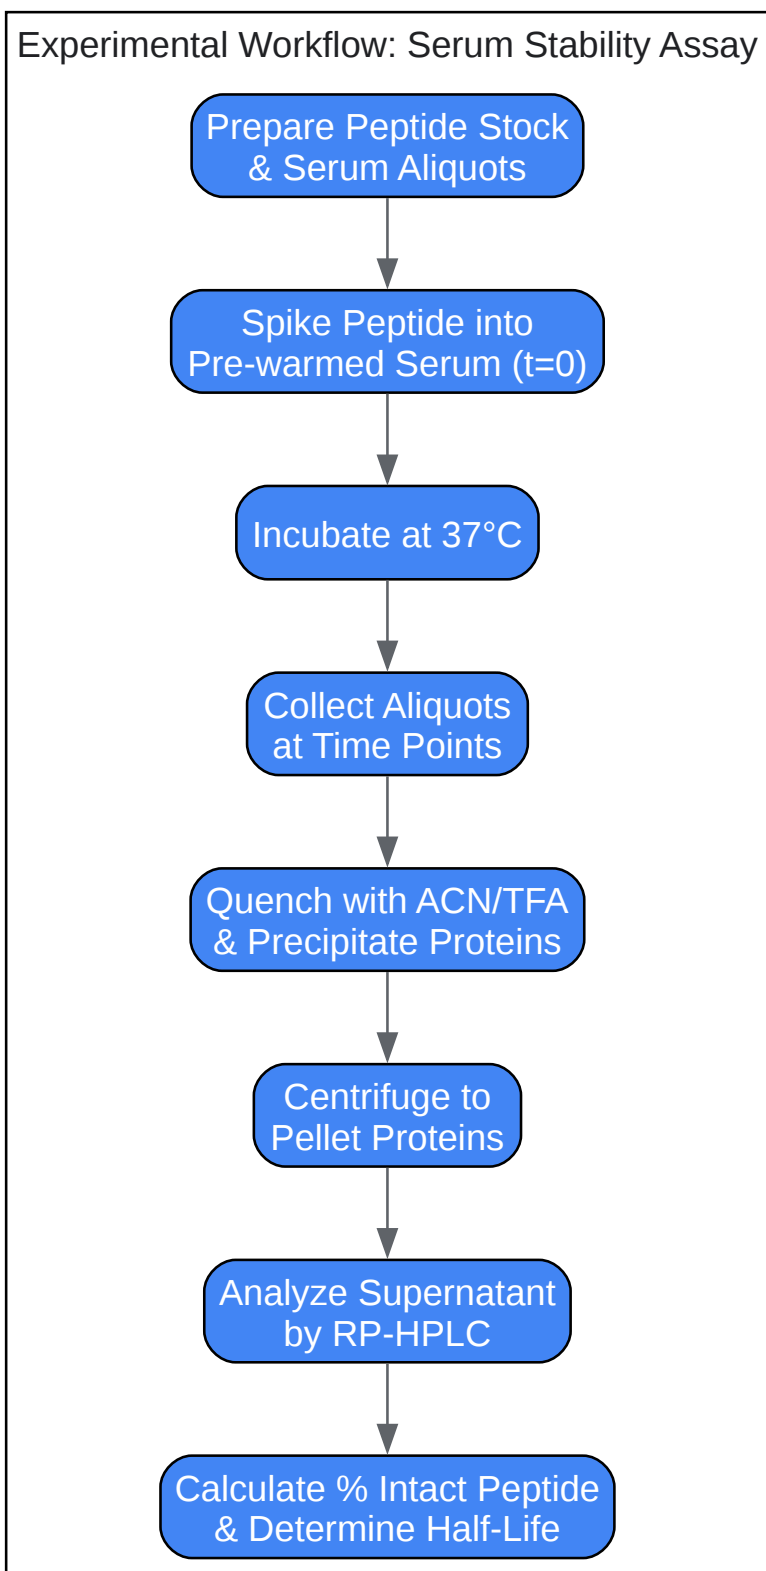 Experimental Workflow: Serum Stability Assay
Prepare Peptide Stock
& Serum Aliquots
Spike Peptide into
Pre-warmed Serum (t=0)
Incubate at 37°C
Collect Aliquots
at Time Points
Quench with ACN/TFA
& Precipitate Proteins
Centrifuge to
Pellet Proteins
Analyze Supernatant
by RP-HPLC
Calculate % Intact Peptide
& Determine Half-Life